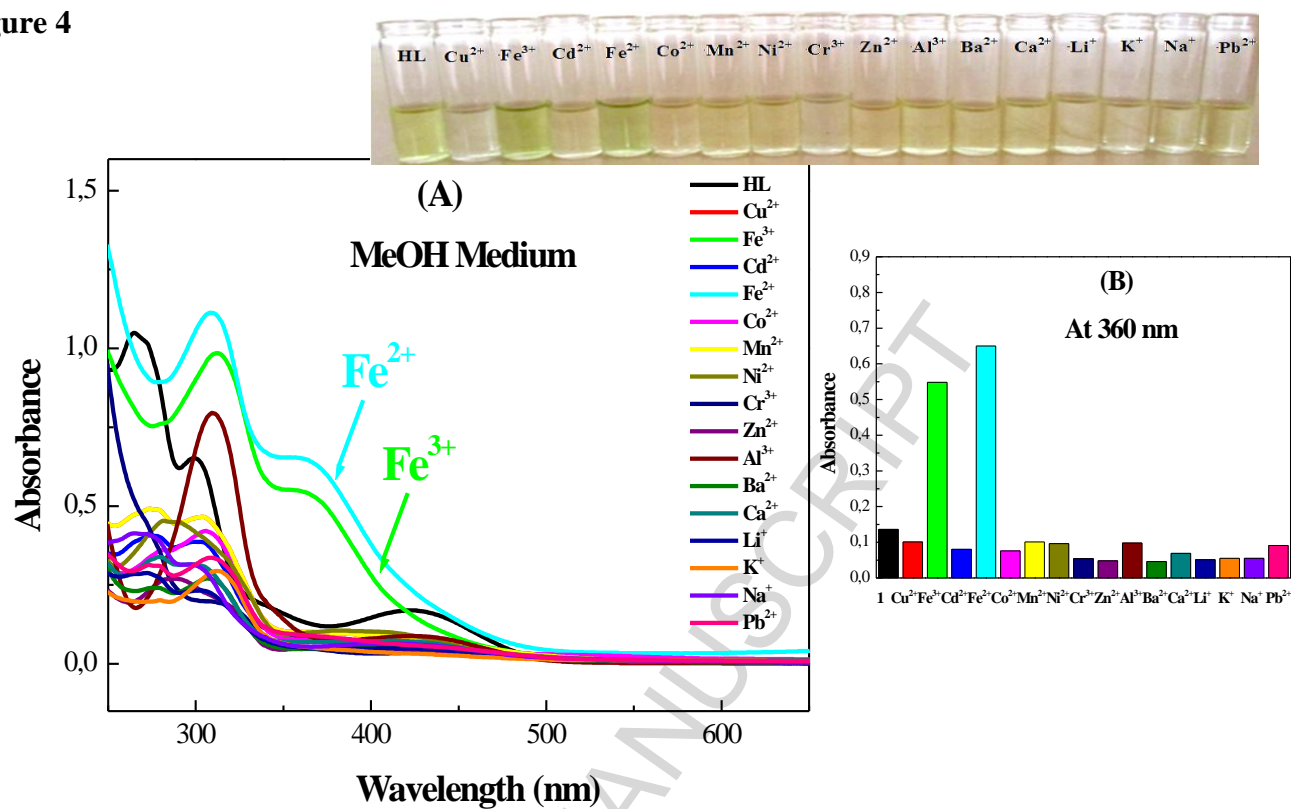 gure 4
HL Cu²⁺ Fe³⁺ Cd²⁺ Fe²⁺ Co²⁺ Mn²⁺ Ni²⁺ Cr³⁺ Zn²⁺ Al³⁺ Ba²⁺ Ca²⁺ Li⁺ K⁺ Na⁺ Pb²⁺
(A)
MeOH Medium
HL
Cu²⁺
Fe³⁺
Cd²⁺
Fe²⁺
Co²⁺
Mn²⁺
Ni²⁺
Cr³⁺
Zn²⁺
Al³⁺
Ba²⁺
Ca²⁺
Li⁺
K⁺
Na⁺
Pb²⁺
Fe²⁺
Fe³⁺
1,5
1,0
0,5
0,0
Absorbance
300 400 500 600
Wavelength (nm)
(B)
At 360 nm
0,9
0,8
0,7
0,6
0,5
0,4
0,3
0,2
0,1
0,0
Absorbance
1 Cu²⁺ Fe³⁺ Cd²⁺ Fe²⁺ Co²⁺ Mn²⁺ Ni²⁺ Cr³⁺ Zn²⁺ Al³⁺ Ba²⁺ Ca²⁺ Li⁺ K⁺ Na⁺ Pb²⁺
ANUSCRIPT